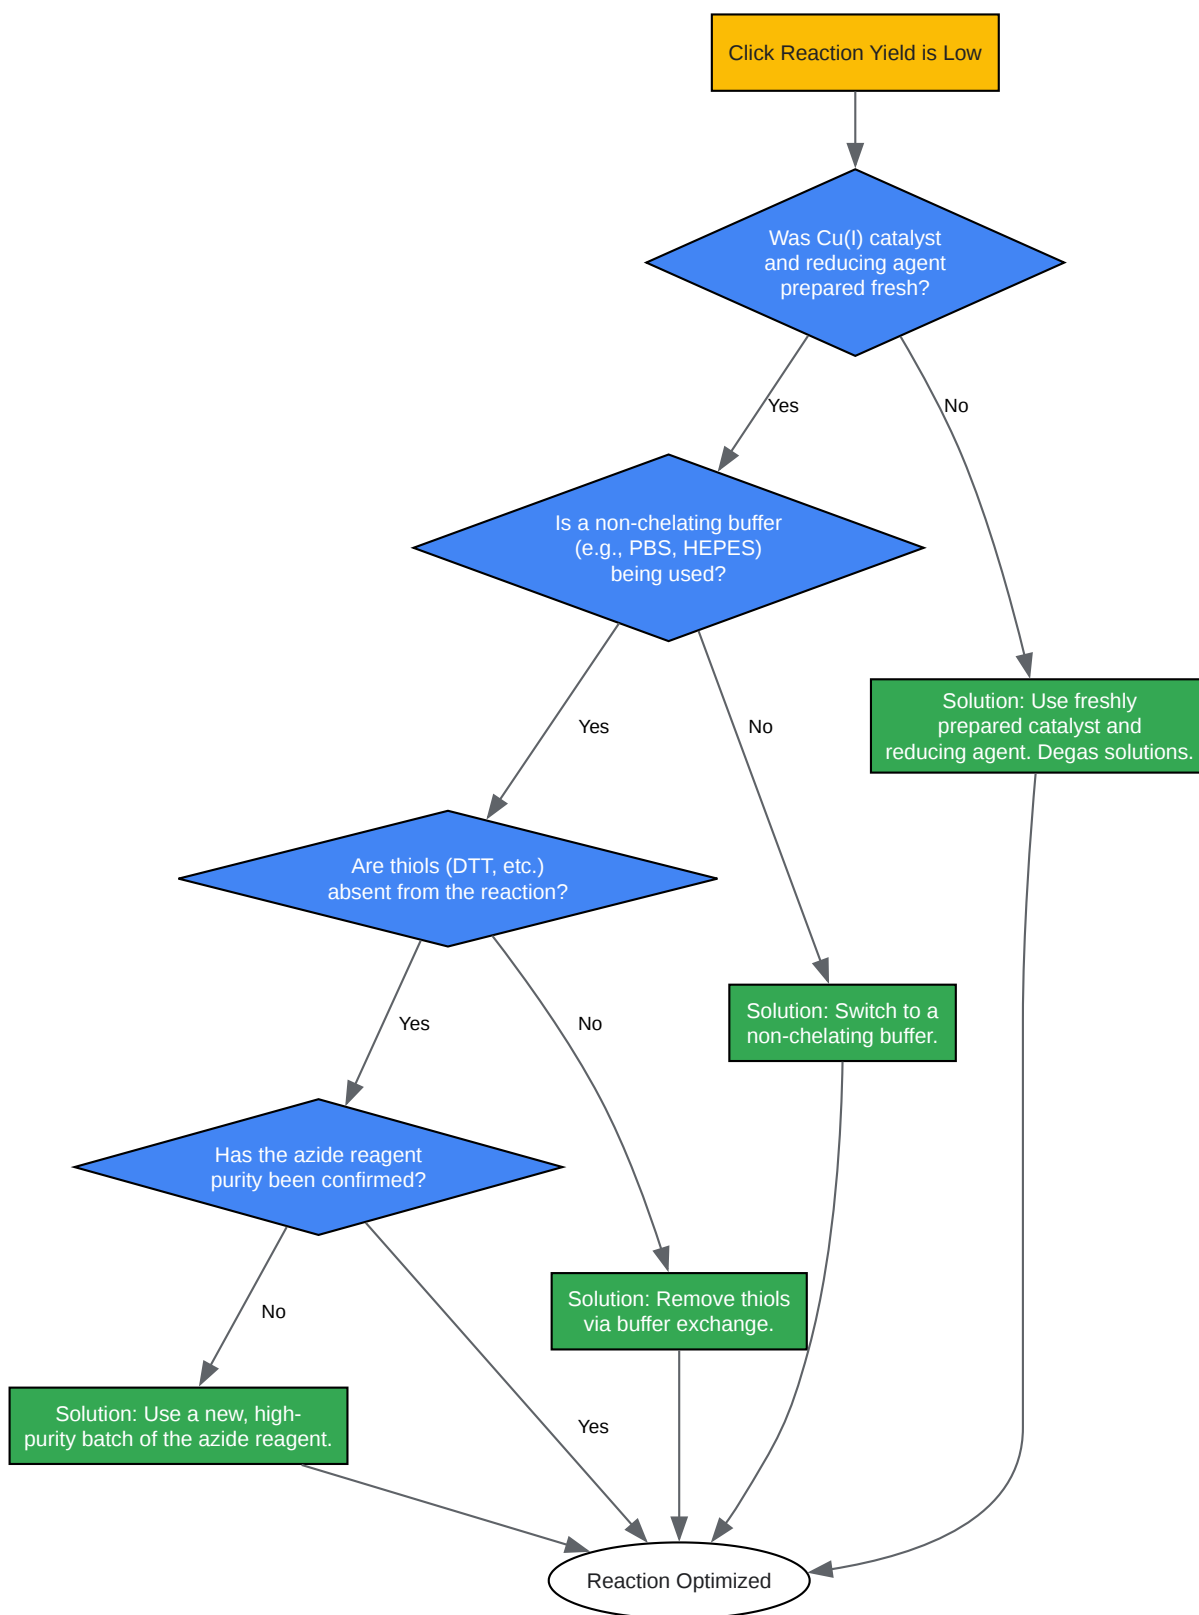 Click Reaction Yield is Low
Was Cu(I) catalyst
and reducing agent
prepared fresh?
Yes
No
Is a non-chelating buffer
(e.g., PBS, HEPES)
being used?
Solution: Use freshly
prepared catalyst and
reducing agent. Degas solutions.
Yes
No
Are thiols (DTT, etc.)
absent from the reaction?
Solution: Switch to a
non-chelating buffer.
Yes
No
Has the azide reagent
purity been confirmed?
Solution: Remove thiols
via buffer exchange.
No
Yes
Solution: Use a new, high-
purity batch of the azide reagent.
Reaction Optimized